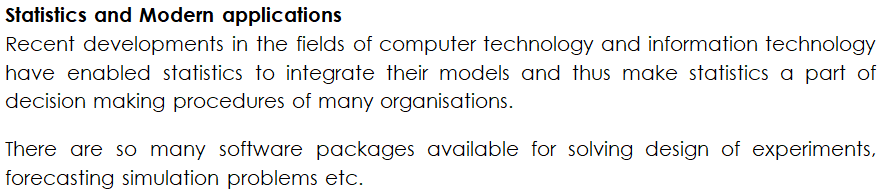 Statistics and Modern applications
Recent developments in the fields of computer technology and information technology
have enabled statistics to integrate their models and thus make statistics a part of
decision making procedures of many organisations.
There are so many software packages available for solving design of experiments,
forecasting simulation problems etc.